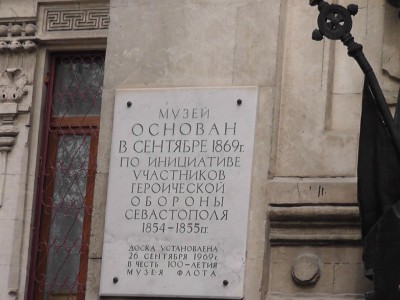 МУЗЕЙ
ОСНОВАН
В СЕНТЯБРЕ 1869г.
ПО ИНИЦИАТИВЕ
УЧАСТНИКОВ
ГЕРОИЧЕСКОЙ
ОБОРОНЫ
СЕВАСТОПОЛЯ
1854-1855гг.
ДОСКА УСТАНОВЛЕНА
26 СЕНТЯБРЯ 1969г.
В ЧЕСТЬ 100-ЛЕТИЯ
МУЗЕЯ ФЛОТА